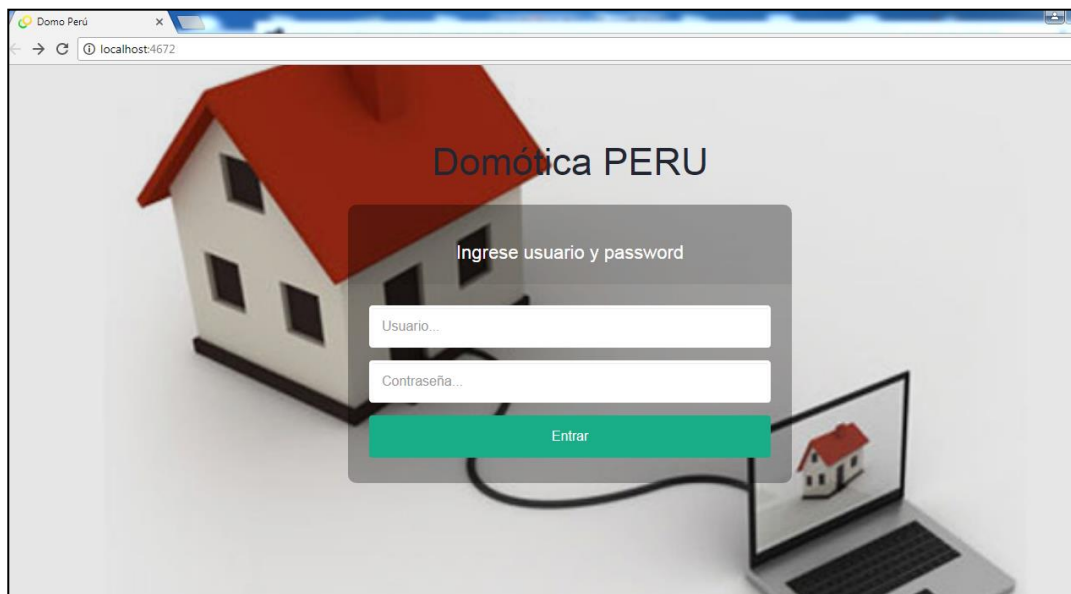 Domo Perú
localhost:4672
Domótica PERU
Ingrese usuario y password
Usuario...
Contraseña...
Entrar